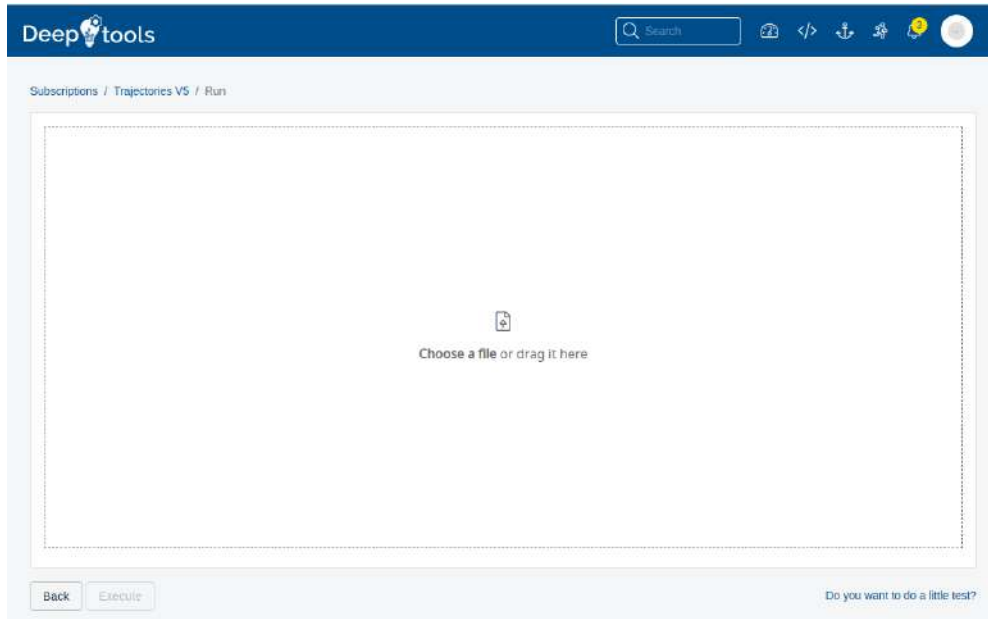 Deep tools
Search
3
Subscriptions / Trajectories V5 / Run
Choose a file or drag it here
Back
Execute
Do you want to do a little test?